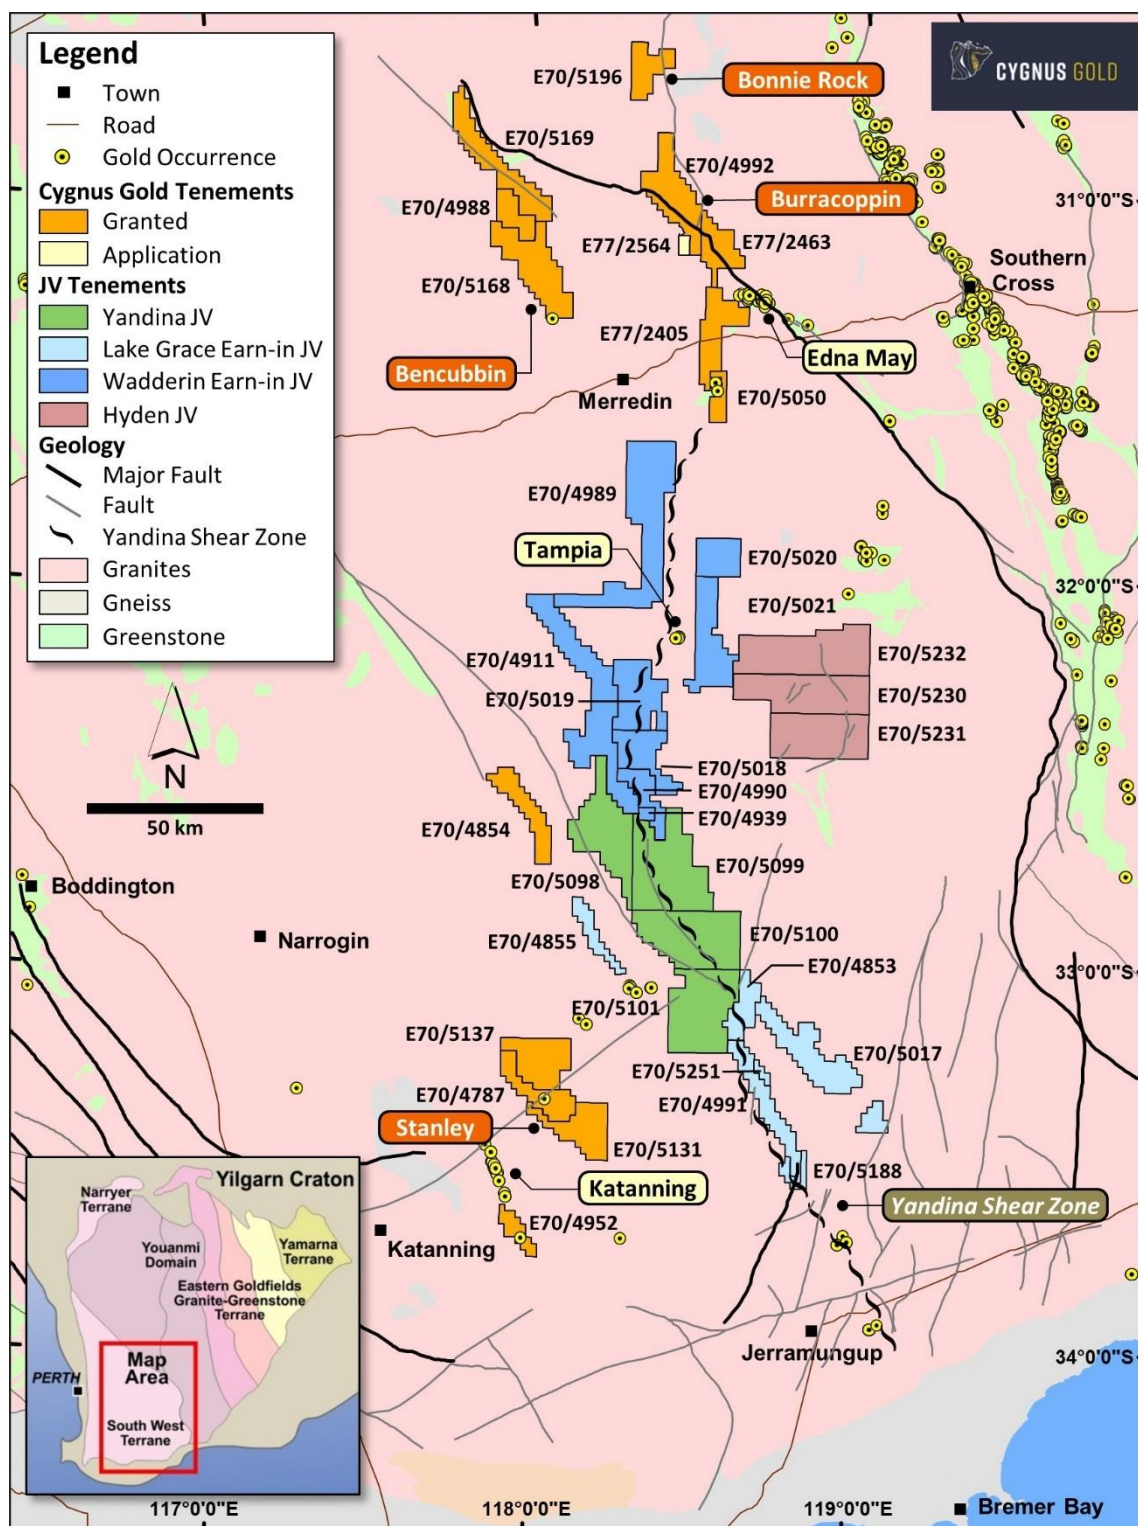 Legend
Town
Road
Gold Occurrence
Cygnus Gold Tenements
Granted
Application
JV Tenements
Yandina JV
Lake Grace Earn-in JV
Wadderin Earn-in JV
Hyden JV
Geology
Major Fault
Fault
Yandina Shear Zone
Granites
Gneiss
Greenstone
CYGNUS GOLD
E70/5196
Bonnie Rock
E70/5169
E70/4992
E70/4988
Burracoppin
31°0'0"S
E77/2564
E77/2463
Southern
Cross
E70/5168
E77/2405
Edna May
Bencubbin
Merredin
E70/5050
E70/4989
Tampia
E70/5020
32°0'0"S
E70/5021
E70/4911
E70/5232
E70/5019
E70/5230
E70/5231
E70/5018
E70/4990
E70/4939
N
50 km
E70/4854
E70/5099
E70/5098
Boddington
Narrogin
E70/4855
E70/5100
E70/4853
33°0'0"S
E70/5101
E70/5137
E70/5017
E70/5251
E70/4787
E70/4991
Stanley
E70/5131
E70/5188
Katanning
Yandina Shear Zone
E70/4952
Katanning
Jerramungup
34°0'0"S
Yilgarn Craton
Narryer
Terrane
Youanmi
Domain
Yamarna
Terrane
Eastern Goldfields
Granite-Greenstone
Terrane
Map
Area
PERTH
South West
Terrane
117°0'0"E
118°0'0"E
119°0'0"E
Bremer Bay